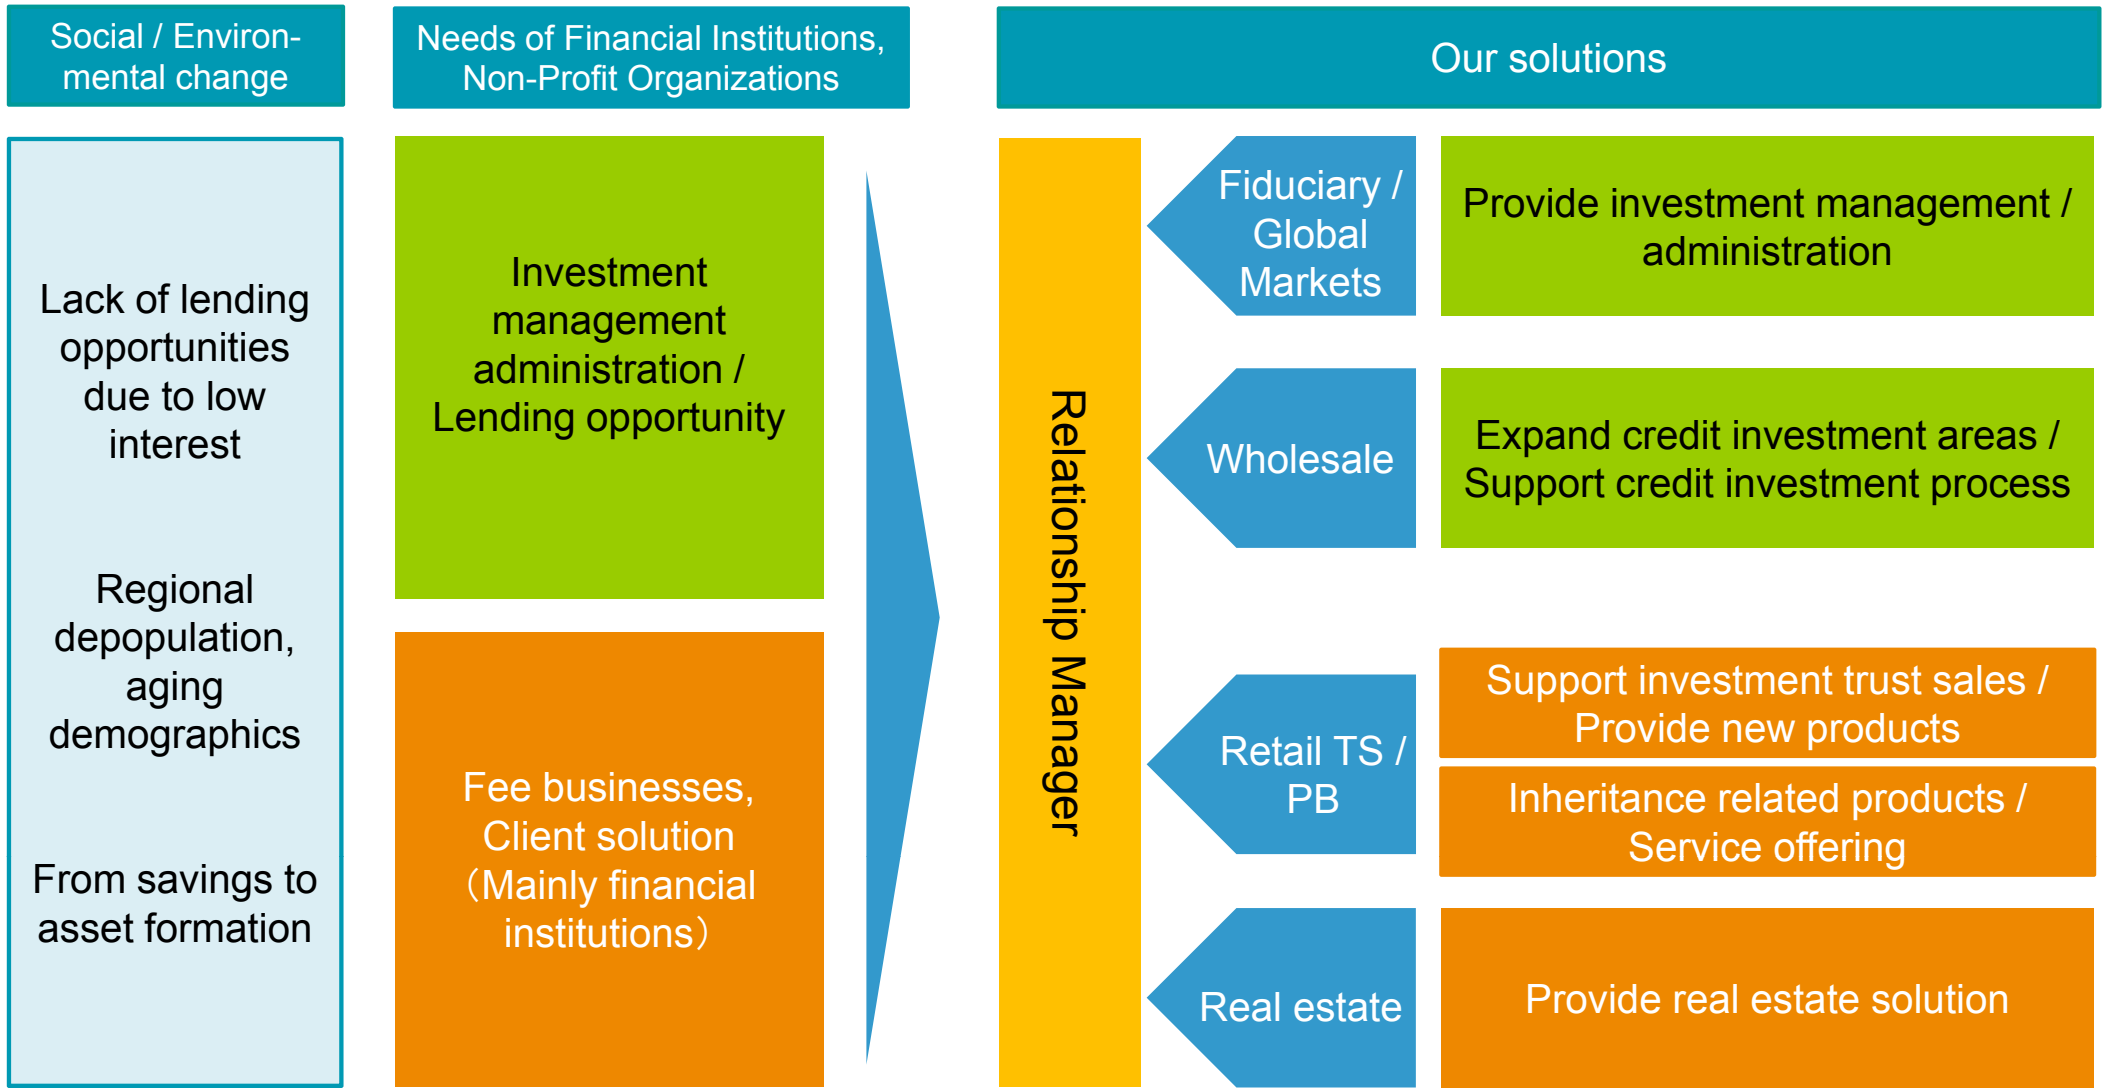 Social / Environ-
mental change
Needs of Financial Institutions,
Non-Profit Organizations
Our solutions
Lack of lending
opportunities
due to low
interest
Regional
depopulation,
aging
demographics
From savings to
asset formation
Investment
management
administration /
Lending opportunity
Fee businesses,
Client solution
（Mainly financial
institutions）
Relationship Manager
Fiduciary /
Global
Markets
Provide investment management /
administration
Wholesale
Expand credit investment areas /
Support credit investment process
Retail TS /
PB
Support investment trust sales /
Provide new products
Inheritance related products /
Service offering
Real estate
Provide real estate solution